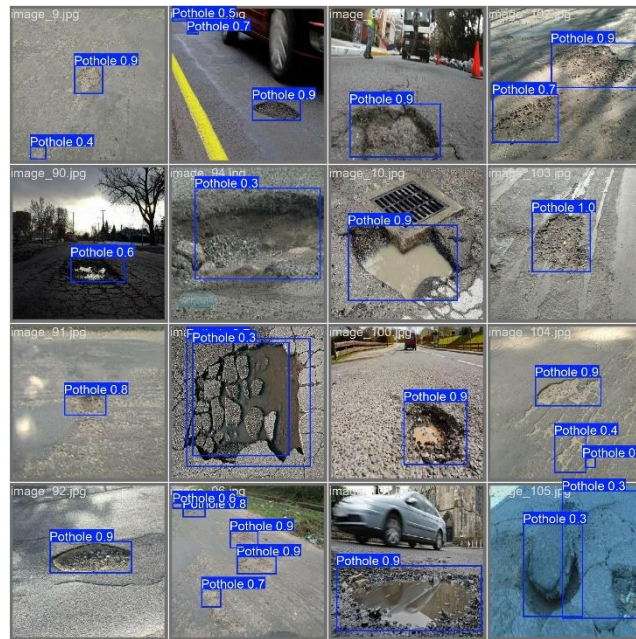 image_9.jpg
Pothole 0.9
Pothole 0.4
Pothole 0.5
Pothole 0.7
Pothole 0.9
Pothole 0.9
Pothole 0.9
Pothole 0.7
image_90.jpg
Pothole 0.6
Pothole 0.3
image_10.jpg
Pothole 0.9
image_103.jpg
Pothole 1.0
image_91.jpg
Pothole 0.8
Pothole 0.3
image_100.jpg
Pothole 0.9
image_104.jpg
Pothole 0.9
Pothole 0.4
image_92.jpg
Pothole 0.9
Pothole 0.6
0.8
Pothole 0.9
Pothole 0.9
Pothole 0.7
Pothole 0.9
Pothole 0.3
Pothole 0.3